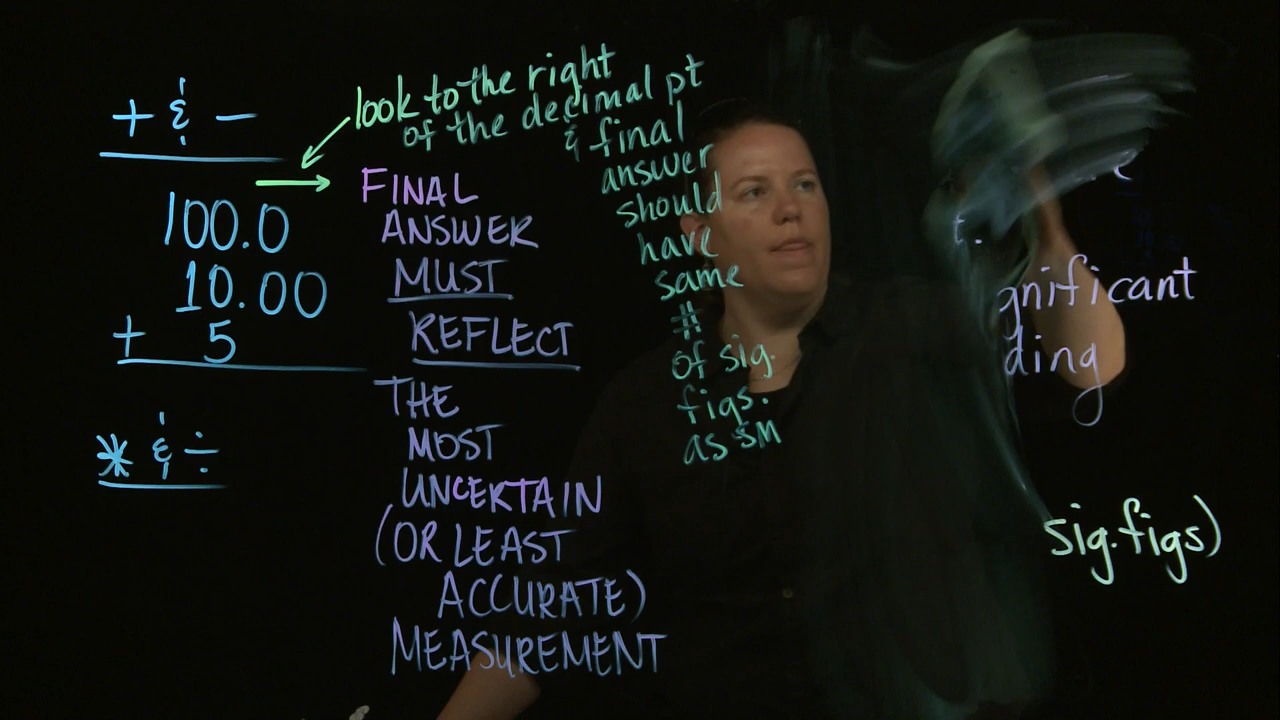 + & −
look to the right
of the decimal pt
& final
answer
should
have
same
#
of sig.
figs.
as SM
100.0
10.00
+ 5
* & ÷
FINAL
ANSWER
MUST
REFLECT
THE
MOST
UNCERTAIN
(OR LEAST
ACCURATE)
MEASUREMENT
t.
gnificant
ding
sig.figs)